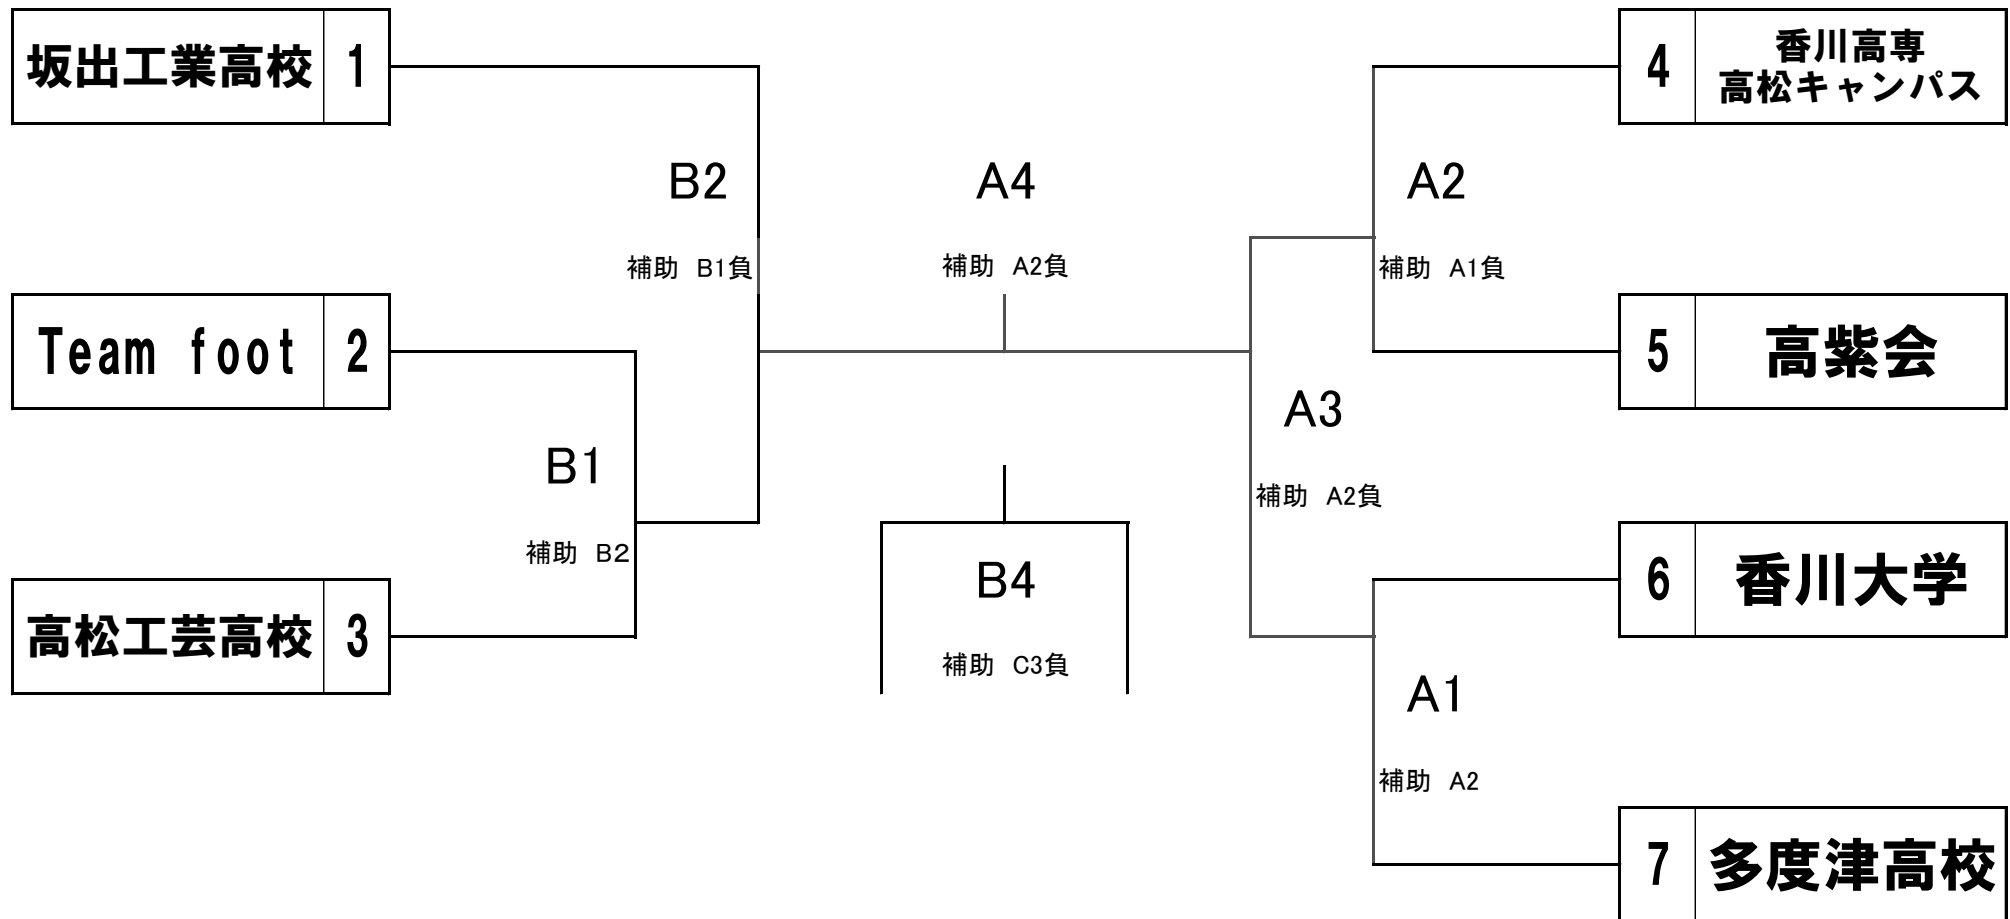 坂出工業高校 1
4 香川高専
高松キャンパス
B2
A4
A2
補助 B1負
補助 A2負
補助 A1負
Team foot 2
5 高紫会
A3
B1
補助 A2負
補助 B2
B4
6 香川大学
高松工芸高校 3
補助 C3負
A1
補助 A2
7 多度津高校